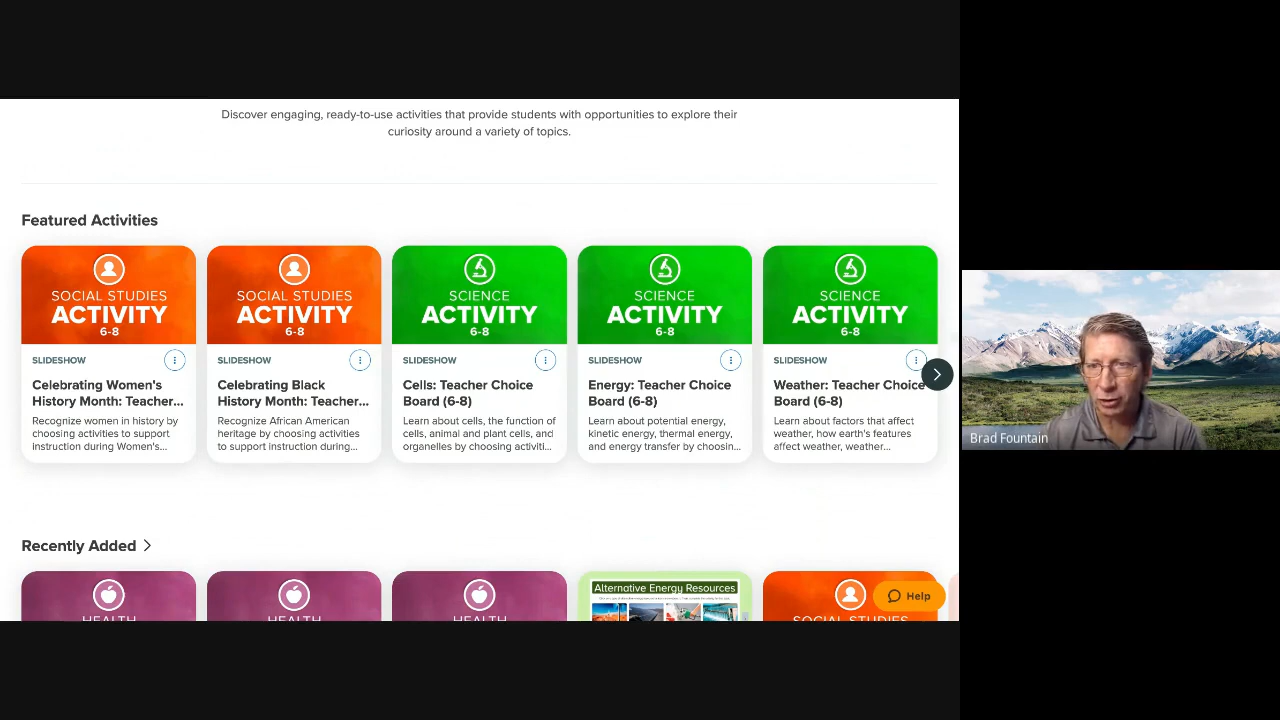 Discover engaging, ready-to-use activities that provide students with opportunities to explore their
curiosity around a variety of topics.
Featured Activities
SOCIAL STUDIES
ACTIVITY
6-8
SLIDESHOW
Celebrating Women's
History Month: Teacher...
Recognize women in history by
choosing activities to support
instruction during Women's...
SOCIAL STUDIES
ACTIVITY
6-8
SLIDESHOW
Celebrating Black
History Month: Teacher...
Recognize African American
heritage by choosing activities
to support instruction during...
SCIENCE
ACTIVITY
6-8
SLIDESHOW
Cells: Teacher Choice
Board (6-8)
Learn about cells, the function of
cells, animal and plant cells, and
organelles by choosing activiti...
SCIENCE
ACTIVITY
6-8
SLIDESHOW
Energy: Teacher Choice
Board (6-8)
Learn about potential energy,
kinetic energy, thermal energy,
and energy transfer by choosin...
SCIENCE
ACTIVITY
6-8
SLIDESHOW
Weather: Teacher Choice
Board (6-8)
Learn about factors that affect
weather, how earth's features
affect weather, weather...
Brad Fountain
Recently Added
HEALTH
HEALTH
HEALTH
Alternative Energy Resources
SOCIAL STUDIES
Help